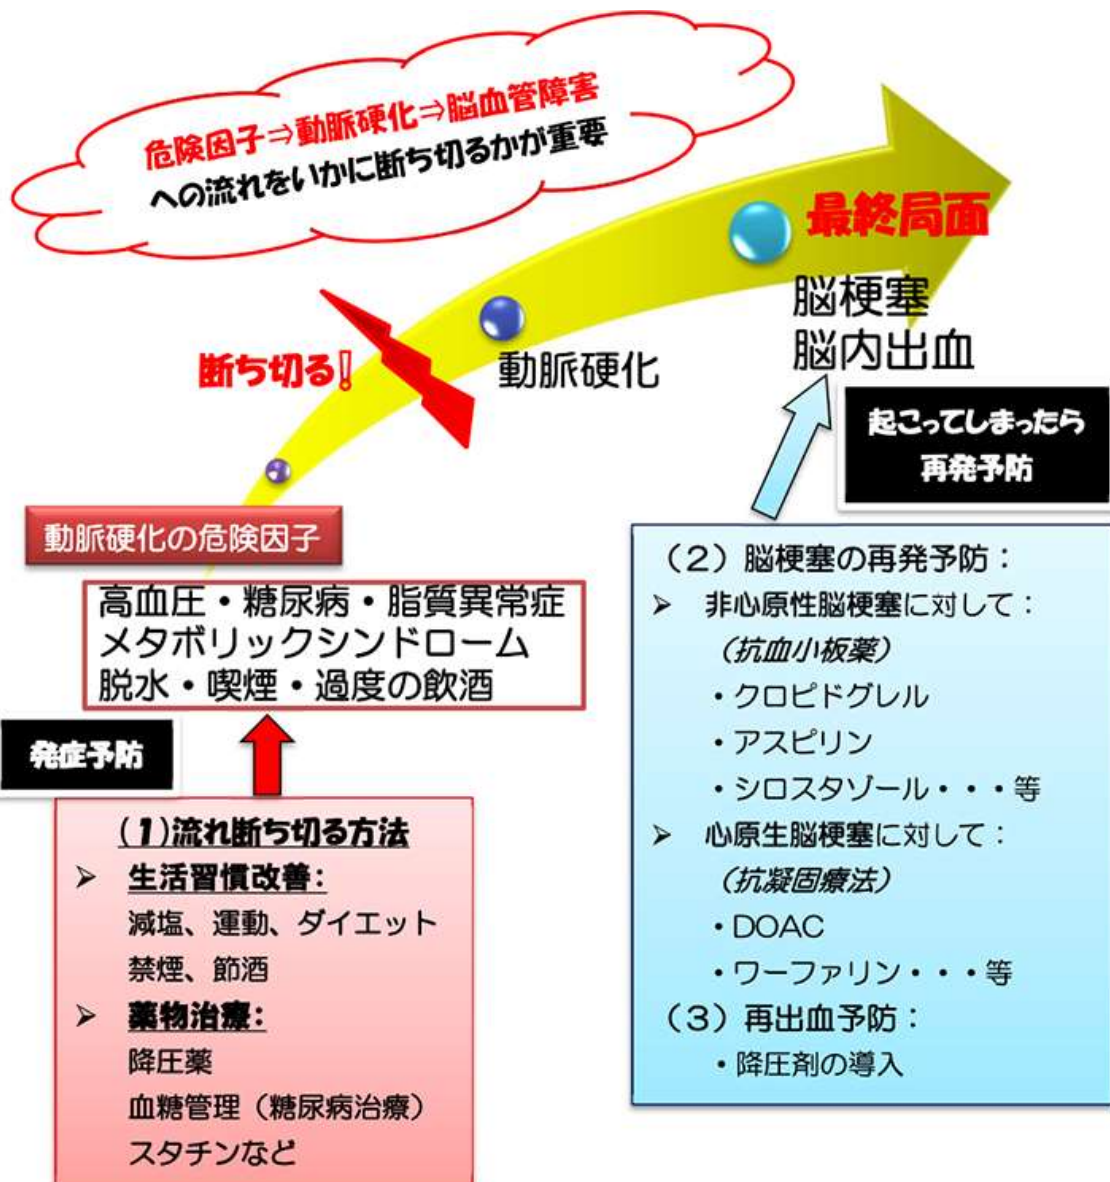 危険因子⇒動脈硬化⇒脳血管障害
への流れをいかに断ち切るかが重要
最終局面
脳梗塞
脳内出血
断ち切る!
動脈硬化
起こってしまったら
再発予防
動脈硬化の危険因子
高血圧・糖尿病・脂質異常症
メタボリックシンドローム
脱水・喫煙・過度の飲酒
発症予防
(1)流れ断ち切る方法
➢ 生活習慣改善:
減塩、運動、ダイエット
禁煙、節酒
➢ 薬物治療:
降圧薬
血糖管理(糖尿病治療)
スタチンなど
(2)脳梗塞の再発予防:
➢ 非心原性脳梗塞に対して:
(抗血小板薬)
・クロピドグレル
・アスピリン
・シロスタゾール・・・等
➢ 心原生脳梗塞に対して:
(抗凝固療法)
・DOAC
・ワーファリン・・・等
(3)再出血予防:
・降圧剤の導入